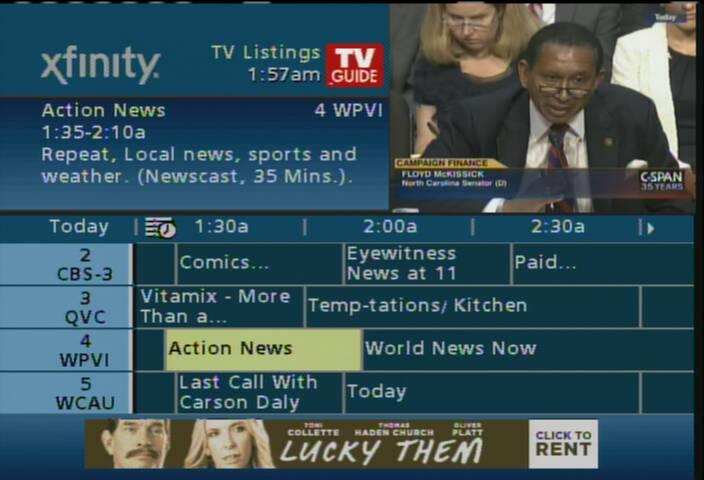 xfinity.
TV Listings
1:57am
TV
GUIDE
Today
CAMPAIGN FINANCE
FLOYD McKISSICK
North Carolina Senator (D)
C-SPAN
35 YEARS
Action News
4 WPVI
1:35-2:10a
Repeat, Local news, sports and
weather. (Newscast, 35 Mins.).
Today
1:30a
2:00a
2:30a
2
CBS-3
Comics...
Eyewitness
News at 11
Paid...
3
QVC
Vitamix - More
Than a...
Temp-tations/ Kitchen
4
WPVI
Action News
World News Now
5
WCAU
Last Call With
Carson Daly
Today
TONI
COLLETTE
THOMAS
HADEN CHURCH
OLIVER
PLATT
LUCKY THEM
CLICK TO
RENT